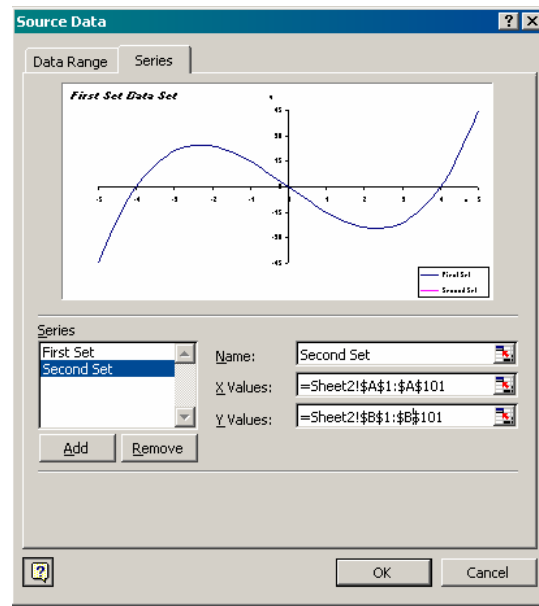 Source Data
Data Range Series
First Set Data Set
45
30
15
0
-5 -4 -3 -2 -1 0 1 2 3 4 5
-15
-30
-45
First Set
Second Set
Series
First Set
Second Set
Name: Second Set
X Values: =Sheet2!$A$1:$A$101
Y Values: =Sheet2!$B$1:$B$101
Add Remove
OK Cancel